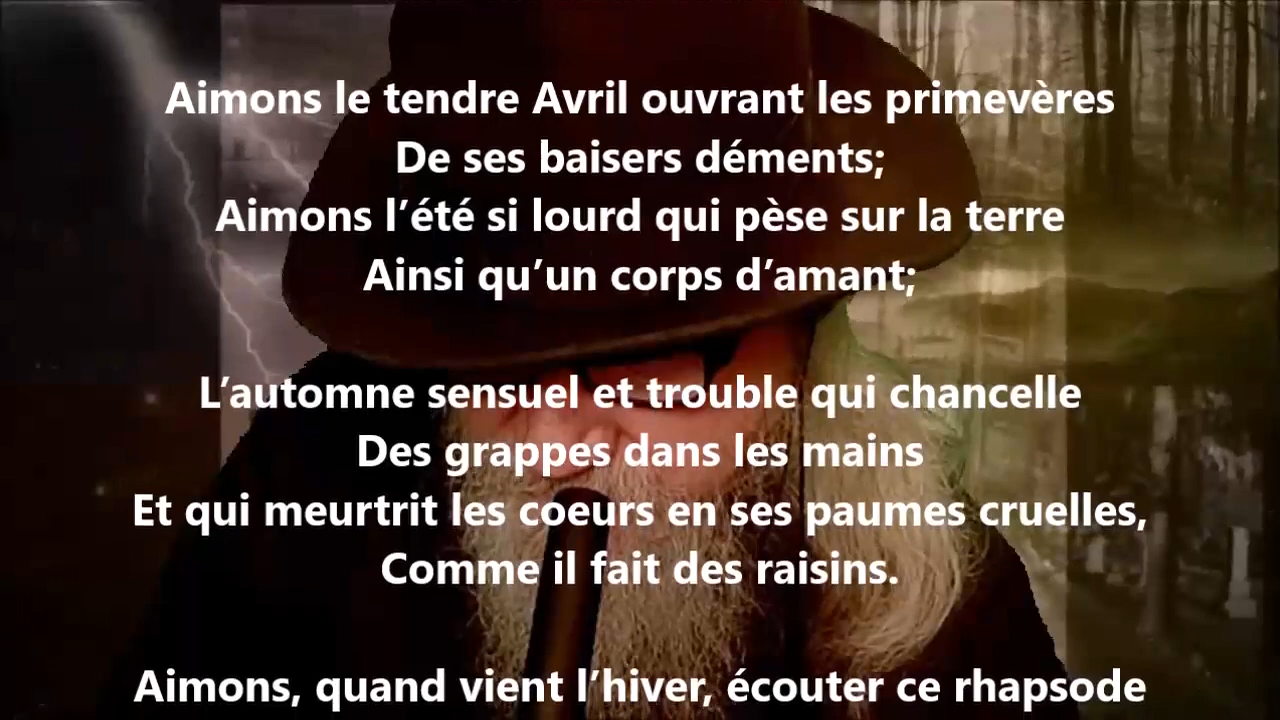 Aimons le tendre Avril ouvrant les primevères
De ses baisers déments;
Aimons l’été si lourd qui pèse sur la terre
Ainsi qu’un corps d’amant;
L’automne sensuel et trouble qui chancelle
Des grappes dans les mains
Et qui meurtrit les coeurs en ses paumes cruelles,
Comme il fait des raisins.
Aimons, quand vient l’hiver, écouter ce rhapsode